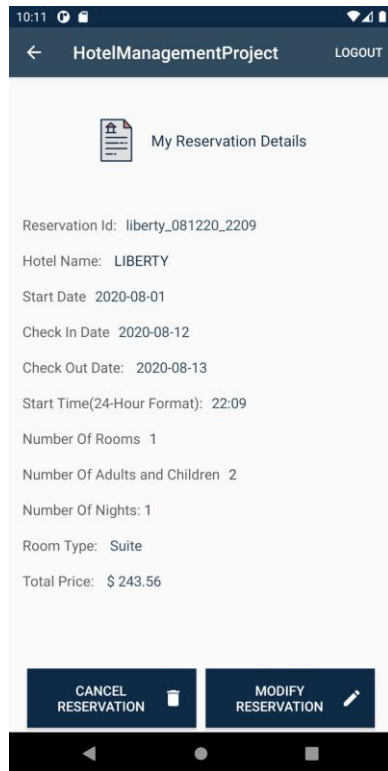 10:11
HotelManagementProject LOGOUT
My Reservation Details
Reservation Id: liberty_081220_2209
Hotel Name: LIBERTY
Start Date 2020-08-01
Check In Date 2020-08-12
Check Out Date: 2020-08-13
Start Time(24-Hour Format): 22:09
Number Of Rooms 1
Number Of Adults and Children 2
Number Of Nights: 1
Room Type: Suite
Total Price: $ 243.56
CANCEL
RESERVATION
MODIFY
RESERVATION